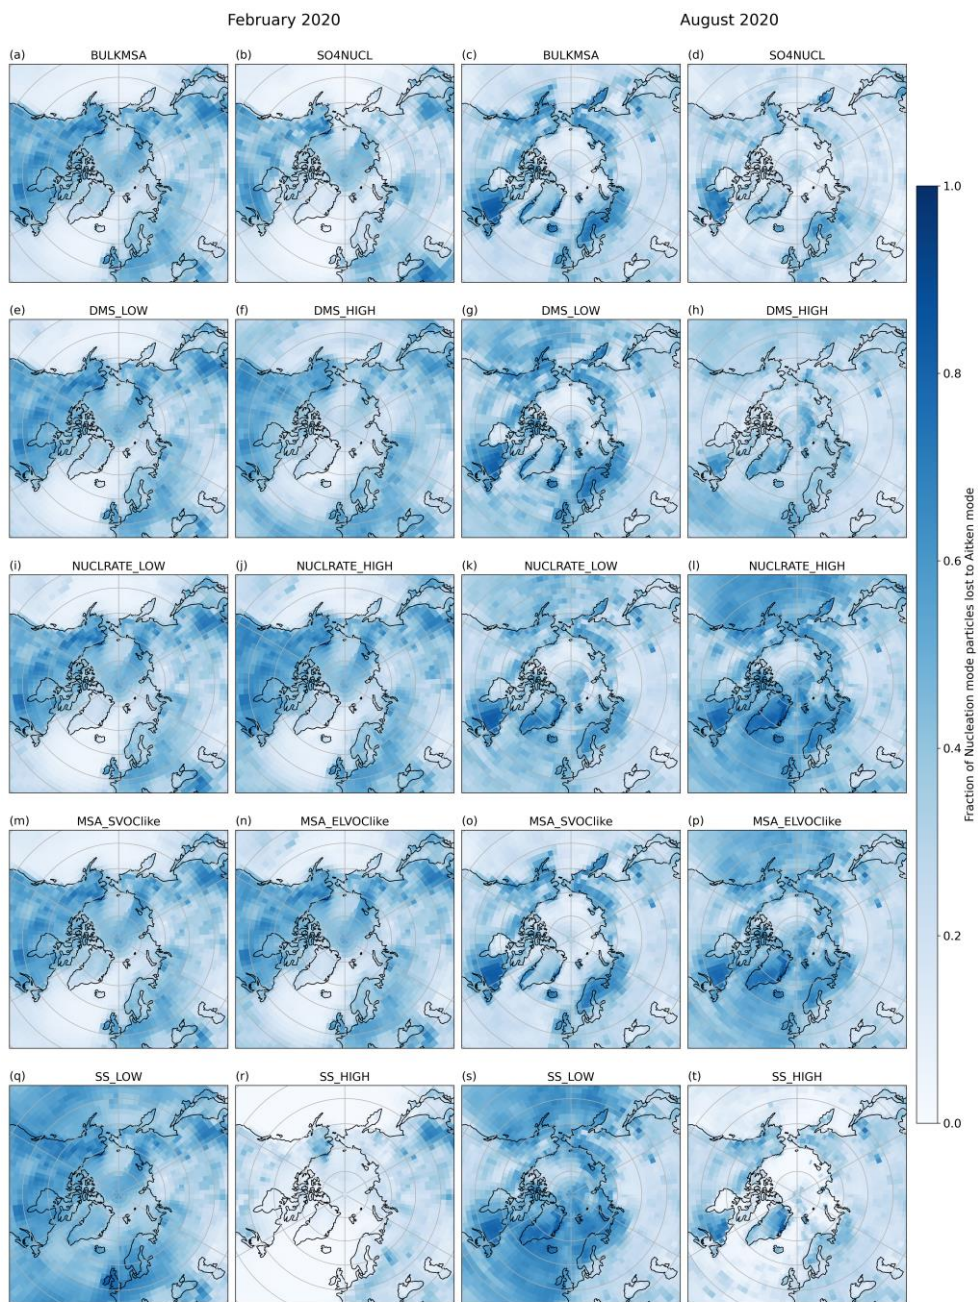 February 2020 August 2020
(a) BULKMSA (b) SO4NUCL (c) BULKMSA (d) SO4NUCL
(e) DMS_LOW (f) DMS_HIGH (g) DMS_LOW (h) DMS_HIGH
(i) NUCLRATE_LOW (j) NUCLRATE_HIGH (k) NUCLRATE_LOW (l) NUCLRATE_HIGH
(m) MSA_SVOClike (n) MSA_ELVOClike (o) MSA_SVOClike (p) MSA_ELVOClike
(q) SS_LOW (r) SS_HIGH (s) SS_LOW (t) SS_HIGH
1.0
0.8
0.6
0.4
0.2
0.0
Fraction of Nucleation mode particles lost to Aitken mode